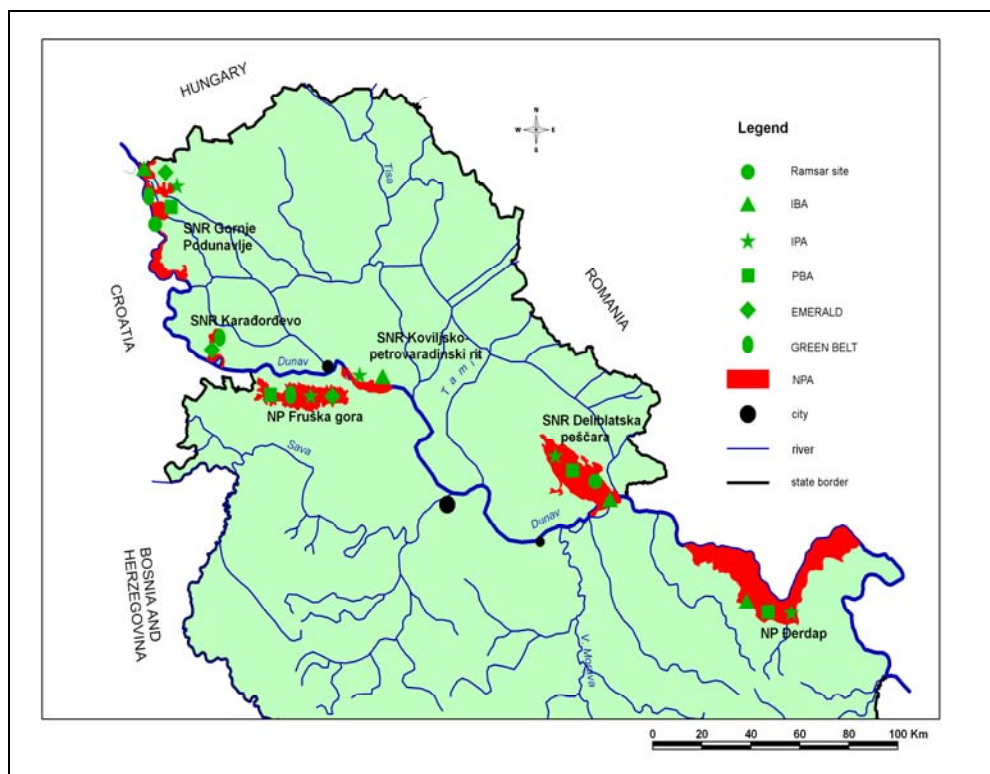 HUNGARY
N
W E
S
Legend
Ramsar site
IBA
IPA
PBA
EMERALD
GREEN BELT
NPA
city
river
state border
Tisa
SNR Gornje
Podunavlje
CROATIA
ROMANIA
SNR Karađorđevo
SNR Koviljsko-
petrovaradinski rit
Dunav
Tami
NP Fruška gora
SNR Deliblatska
peščara
Sava
Dunav
BOSNIA AND
HERZEGOVINA
V. Morava
NP Đerdap
0 20 40 60 80 100 Km